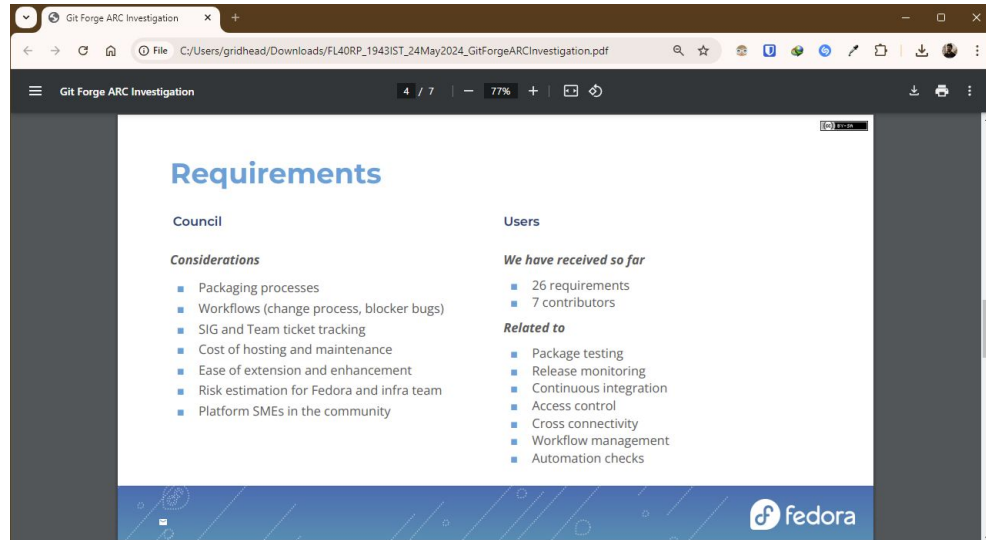 Git Forge ARC Investigation
File C:/Users/gridhead/Downloads/FL40RP_1943IST_24May2024_GitForgeARCInvestigation.pdf
Git Forge ARC Investigation 4 / 7 77%
BY-SA
Requirements
Council
Considerations
Packaging processes
Workflows (change process, blocker bugs)
SIG and Team ticket tracking
Cost of hosting and maintenance
Ease of extension and enhancement
Risk estimation for Fedora and infra team
Platform SMEs in the community
Users
We have received so far
26 requirements
7 contributors
Related to
Package testing
Release monitoring
Continuous integration
Access control
Cross connectivity
Workflow management
Automation checks
fedora